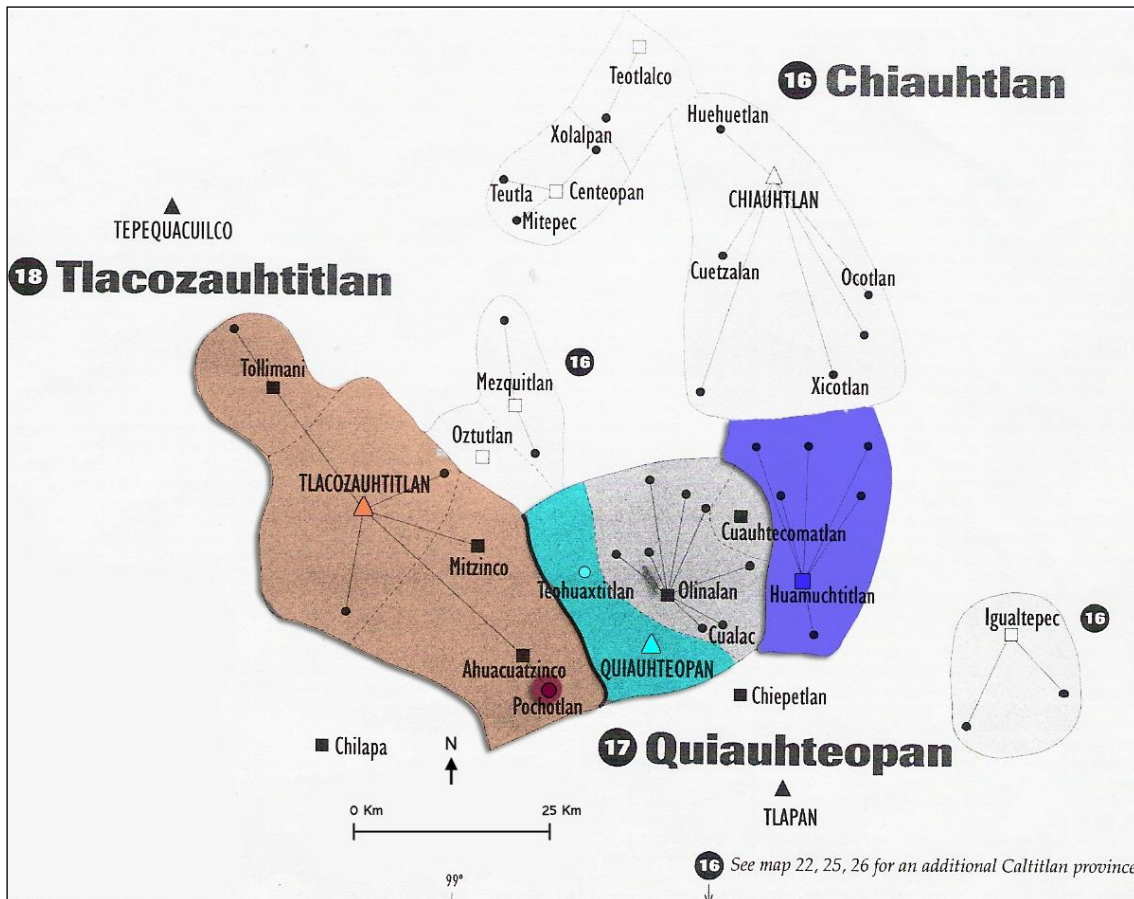 Teotlalco
16 Chiauhtlan
Huehuetlan
Xolalpan
Teutla
Centeopan
CHIAUHTLAN
Mitepec
TEPEQUACUILCO
18 Tlacozauhtitlan
Cuetzalan
Ocotlan
Tollimani
Mezquitlan
16
Xicotlan
Oztutlan
TLACOZAUHTITLAN
Cuauhtecomatlan
Mitzinco
Teohuaxtitlan
Olinalan
Huamuchtitlan
Igualtepec
16
Cualac
Ahuacuatzinco
QUIAUHTEOPAN
Pochotlan
Chiepetlan
Chilapa
N
17 Quiauhteopan
0 Km
25 Km
TLAPAN
16 See map 22, 25, 26 for an additional Caltitlan province
99°